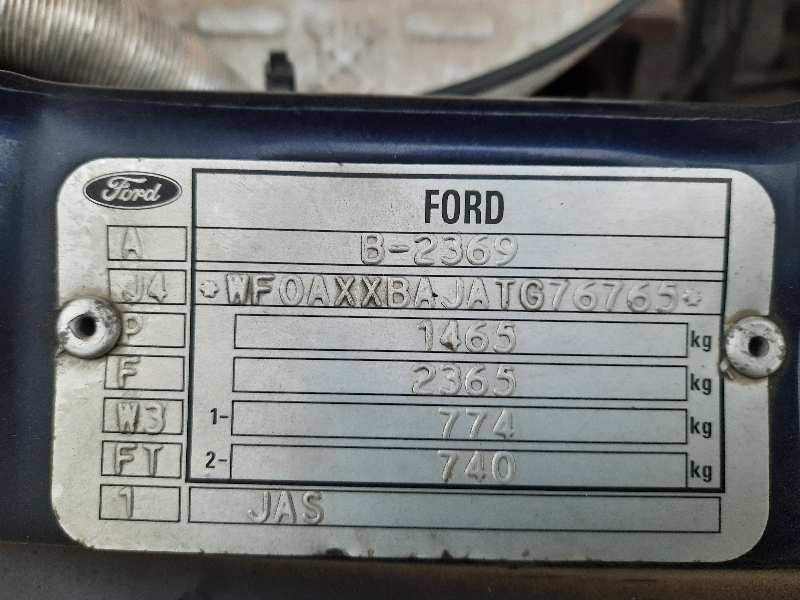 Ford
FORD
A B-2369
J4 *WF0AXXBAJATG76765*
P 1465 kg
F 2365 kg
W3 1- 774 kg
FT 2- 740 kg
1 JAS